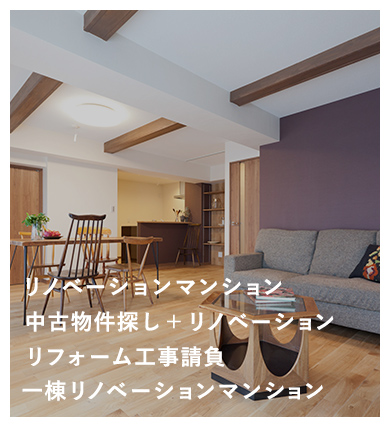 リノベーションマンション
中古物件探し＋リノベーション
リフォーム工事請負
一棟リノベーションマンション